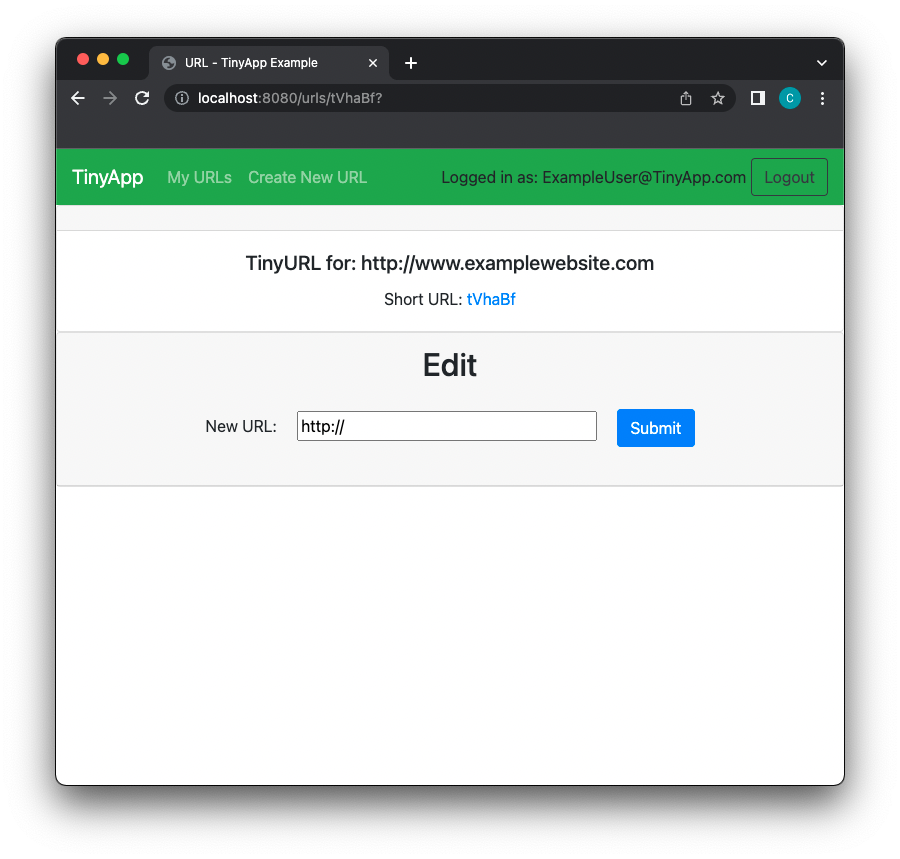 URL - TinyApp Example
localhost:8080/urls/tVhaBf?
C
TinyApp My URLs Create New URL Logged in as: ExampleUser@TinyApp.com Logout
TinyURL for: http://www.examplewebsite.com
Short URL: tVhaBf
Edit
New URL: http:// Submit